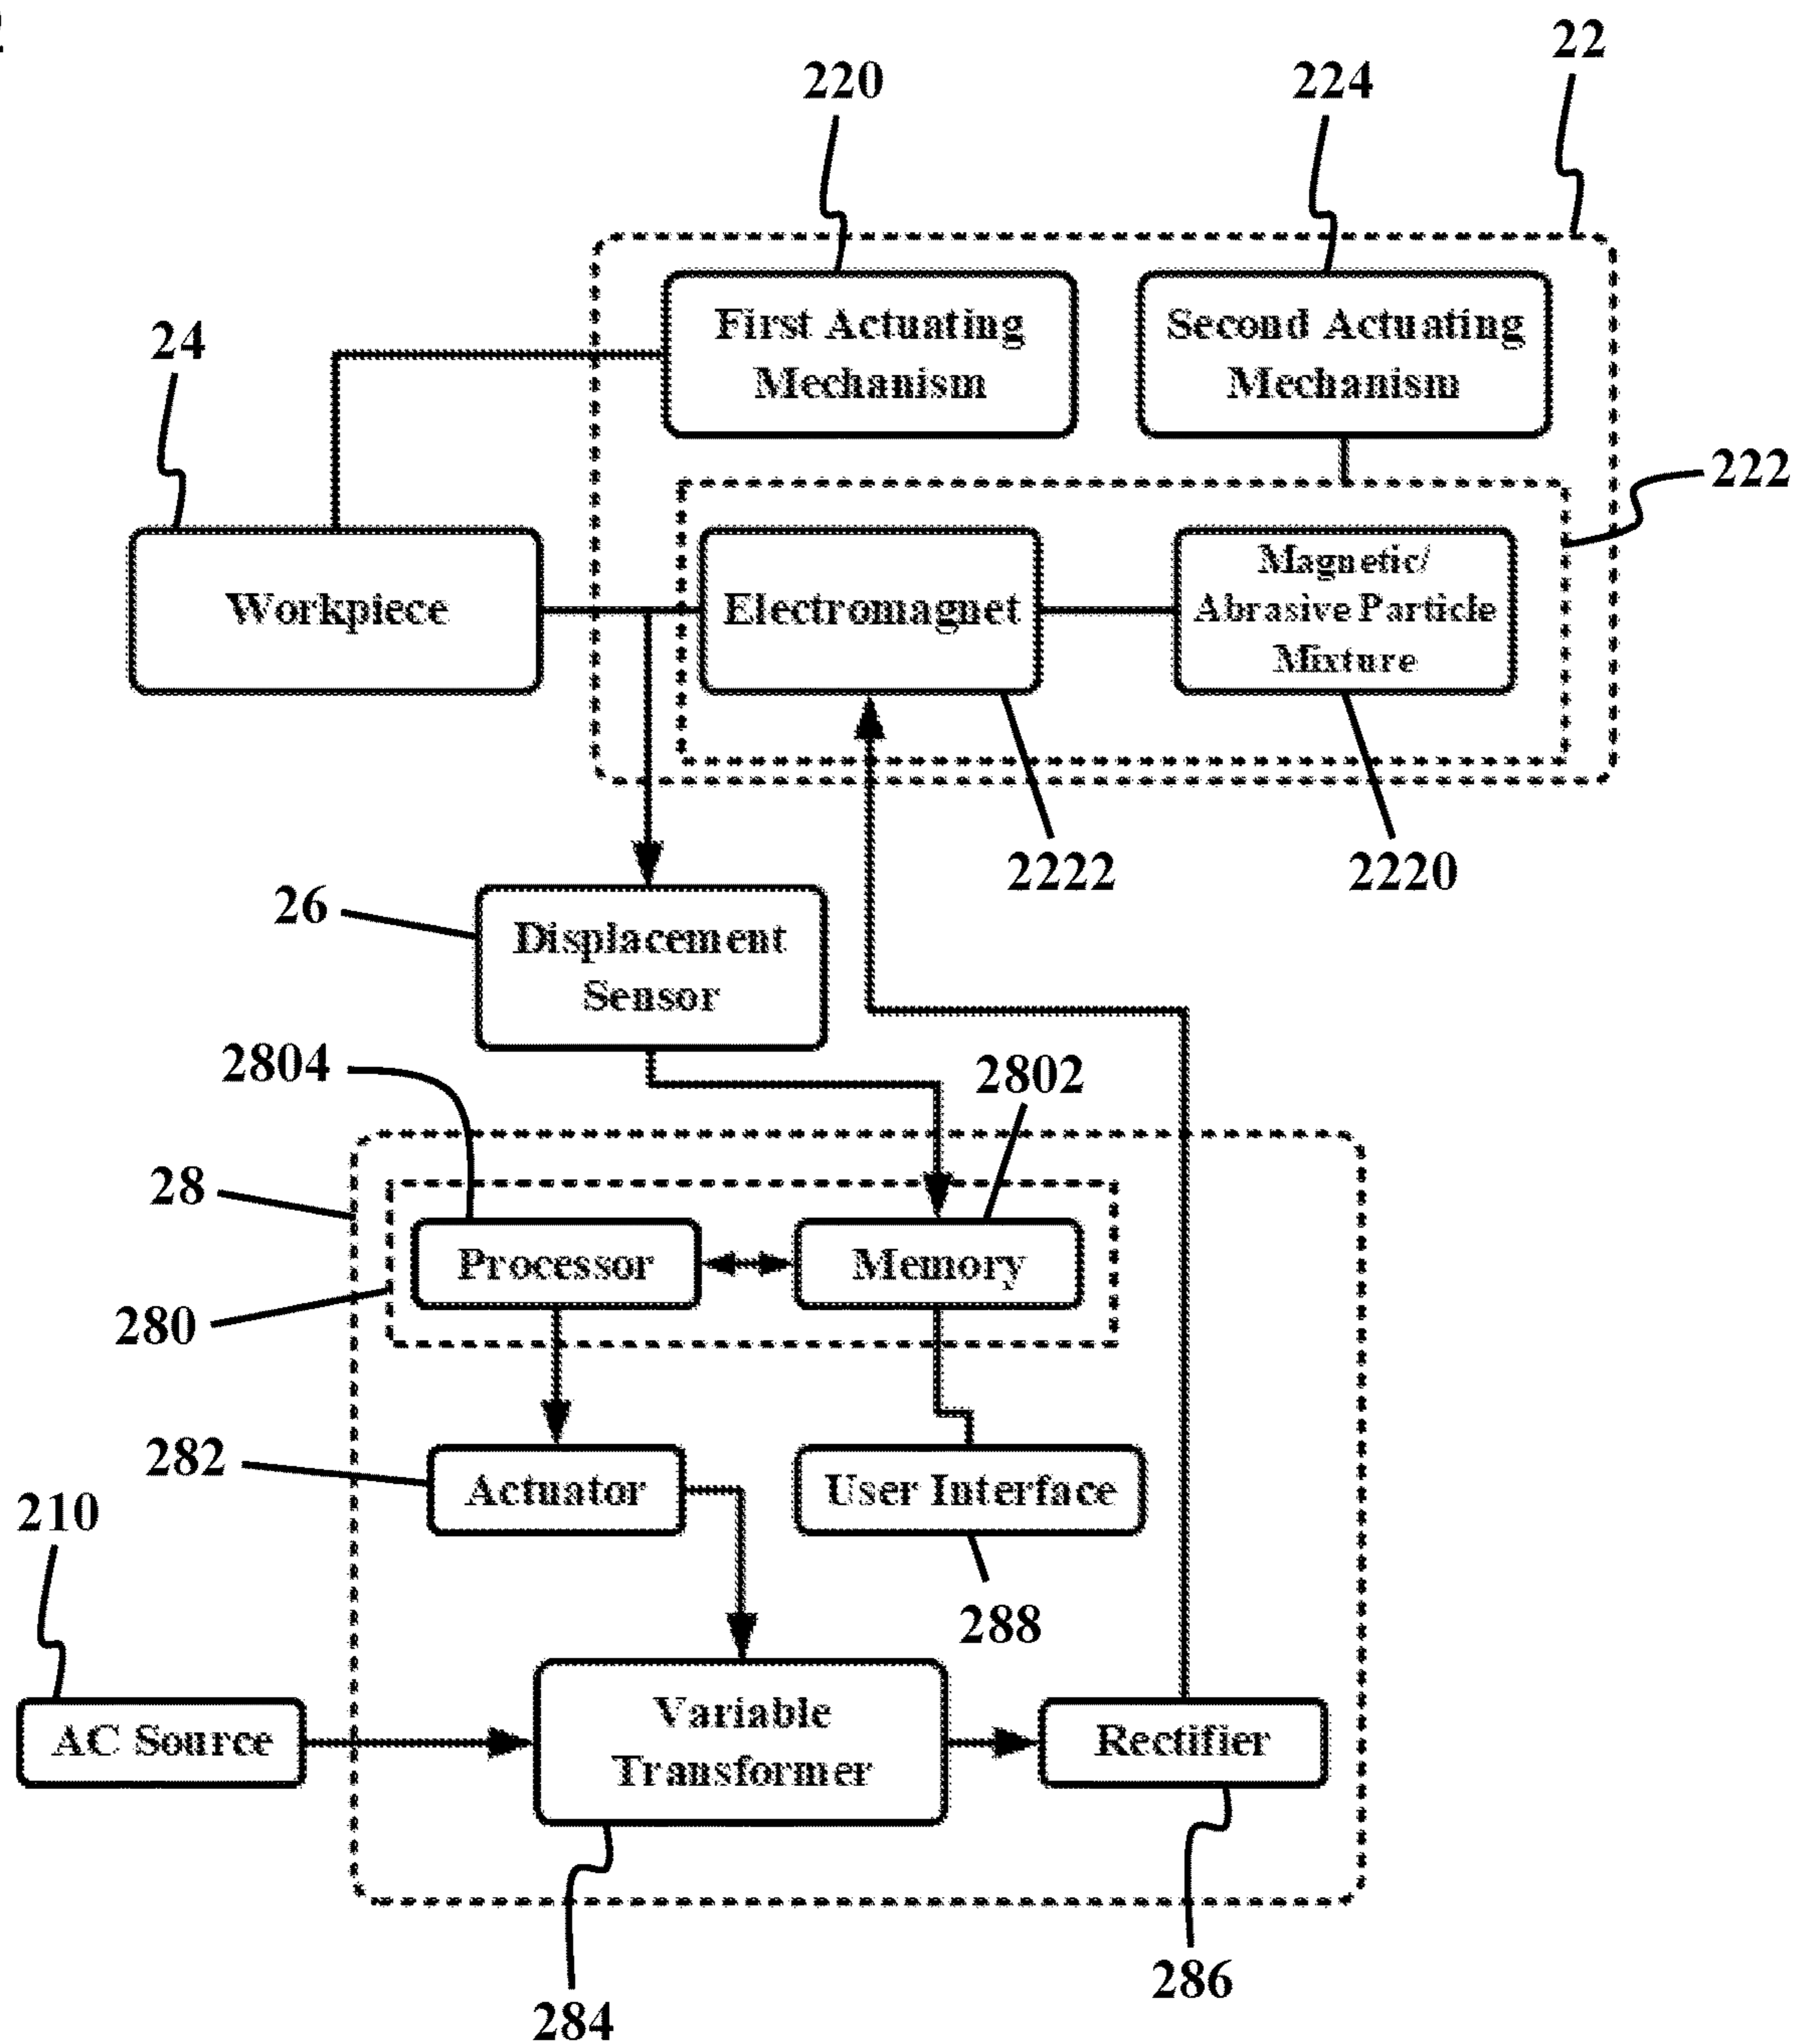 22
220
224
First Actuating
Mechanism
Second Actuating
Mechanism
24
222
Workpiece
Electromagnet
Magnetic/
Abrasive Particle
Mixture
2222
2220
26
Displacement
Sensor
2804
2802
28
Processor
Memory
280
282
Actuator
User Interface
210
288
AC Source
Variable
Transformer
Rectifier
286
284